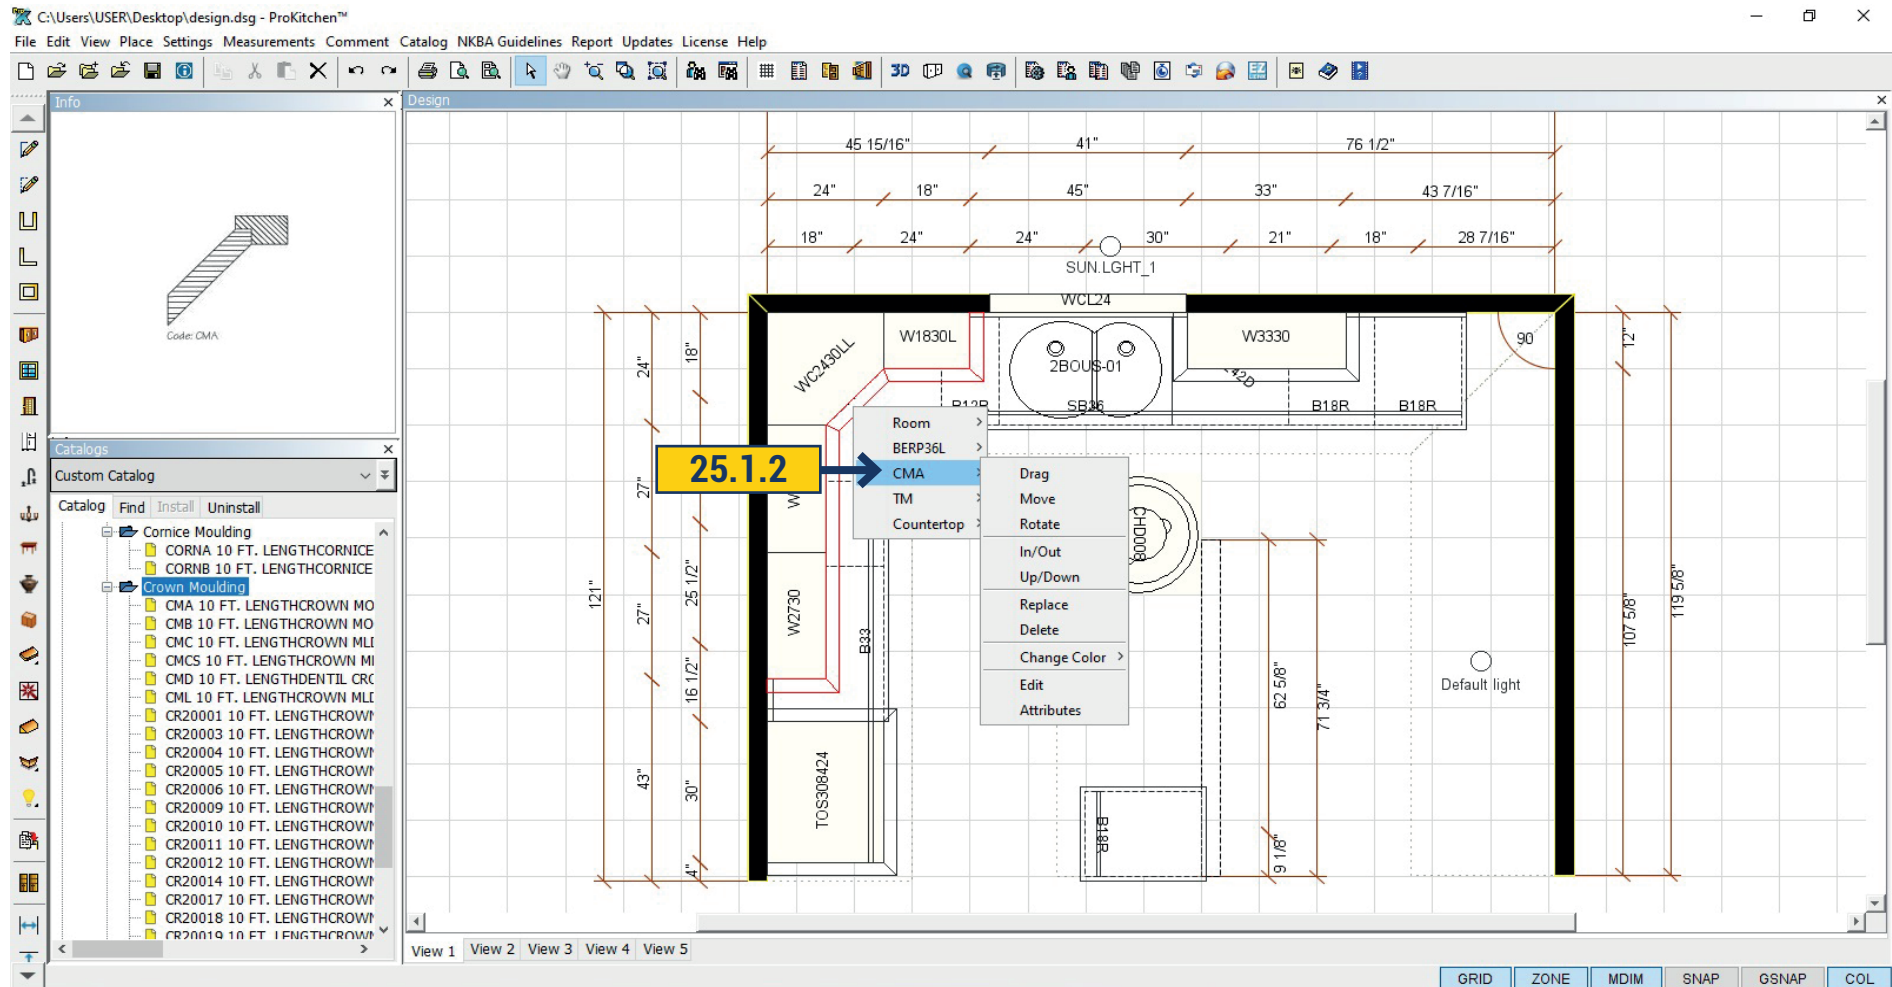 C:\Users\USER\Desktop\design.dsg - ProKitchen™
File Edit View Place Settings Measurements Comment Catalog NKBA Guidelines Report Updates License Help
3D
Info
Code: CMA
Catalogs
Custom Catalog
Catalog Find Install Uninstall
Cornice Moulding
CORNA 10 FT. LENGTHCORNICE
CORNB 10 FT. LENGTHCORNICE
Crown Moulding
CMA 10 FT. LENGTHCROWN MO
CMB 10 FT. LENGTHCROWN MO
CMC 10 FT. LENGTHCROWN MLD
CMCS 10 FT. LENGTHCROWN M
CMD 10 FT. LENGTHDENTIL CRO
CML 10 FT. LENGTHCROWN MLD
CR20001 10 FT. LENGTHCROWN
CR20003 10 FT. LENGTHCROWN
CR20004 10 FT. LENGTHCROWN
CR20005 10 FT. LENGTHCROWN
CR20006 10 FT. LENGTHCROWN
CR20009 10 FT. LENGTHCROWN
CR20010 10 FT. LENGTHCROWN
CR20011 10 FT. LENGTHCROWN
CR20012 10 FT. LENGTHCROWN
CR20014 10 FT. LENGTHCROWN
CR20017 10 FT. LENGTHCROWN
CR20018 10 FT. LENGTHCROWN
CR20019 10 FT. LENGTHCROWN
Design
45 15/16" 41" 76 1/2"
24" 18" 45" 33" 43 7/16"
18" 24" 24" 30" 21" 18" 28 7/16"
SUN.LGHT_1
WCL24
WC2430LL
W1830L
2BOUS-01
W3330
42D
90
B12R
SB36
B18R
B18R
12"
24"
18"
25.1.2
Room
BERP36L
CMA
TM
Countertop
Drag
Move
Rotate
In/Out
Up/Down
Replace
Delete
Change Color
Edit
Attributes
CHD008
27"
W
121"
27"
25 1/2"
W2730
B33
16 1/2"
43"
30"
4"
TOS308424
B18R
62 5/8"
71 3/4"
9 1/8"
Default light
107 5/8"
119 5/8"
View 1 View 2 View 3 View 4 View 5
GRID ZONE MDIM SNAP GSNAP COL